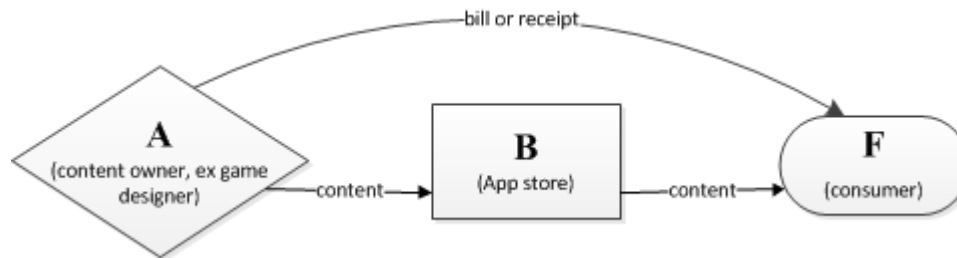 bill or receipt
A
(content owner, ex game
designer)
content
B
(App store)
content
F
(consumer)